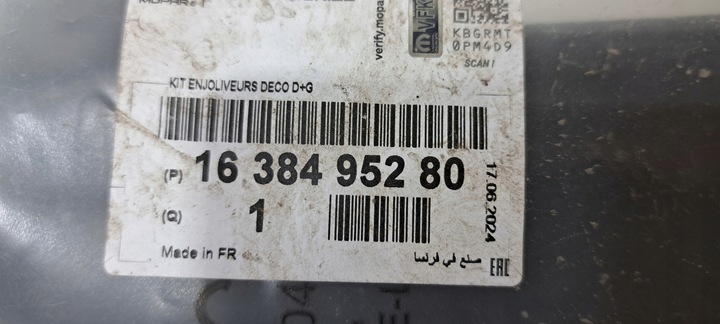 MOPAR
verify.mopa
KBGRMT
0PM4D9
SCAN!
KIT ENJOLIVEURS DECO D+G
(P) 16 384 952 80
17.06.2024
(Q) 1
Made in FR
صنع في فرنسا
EAC